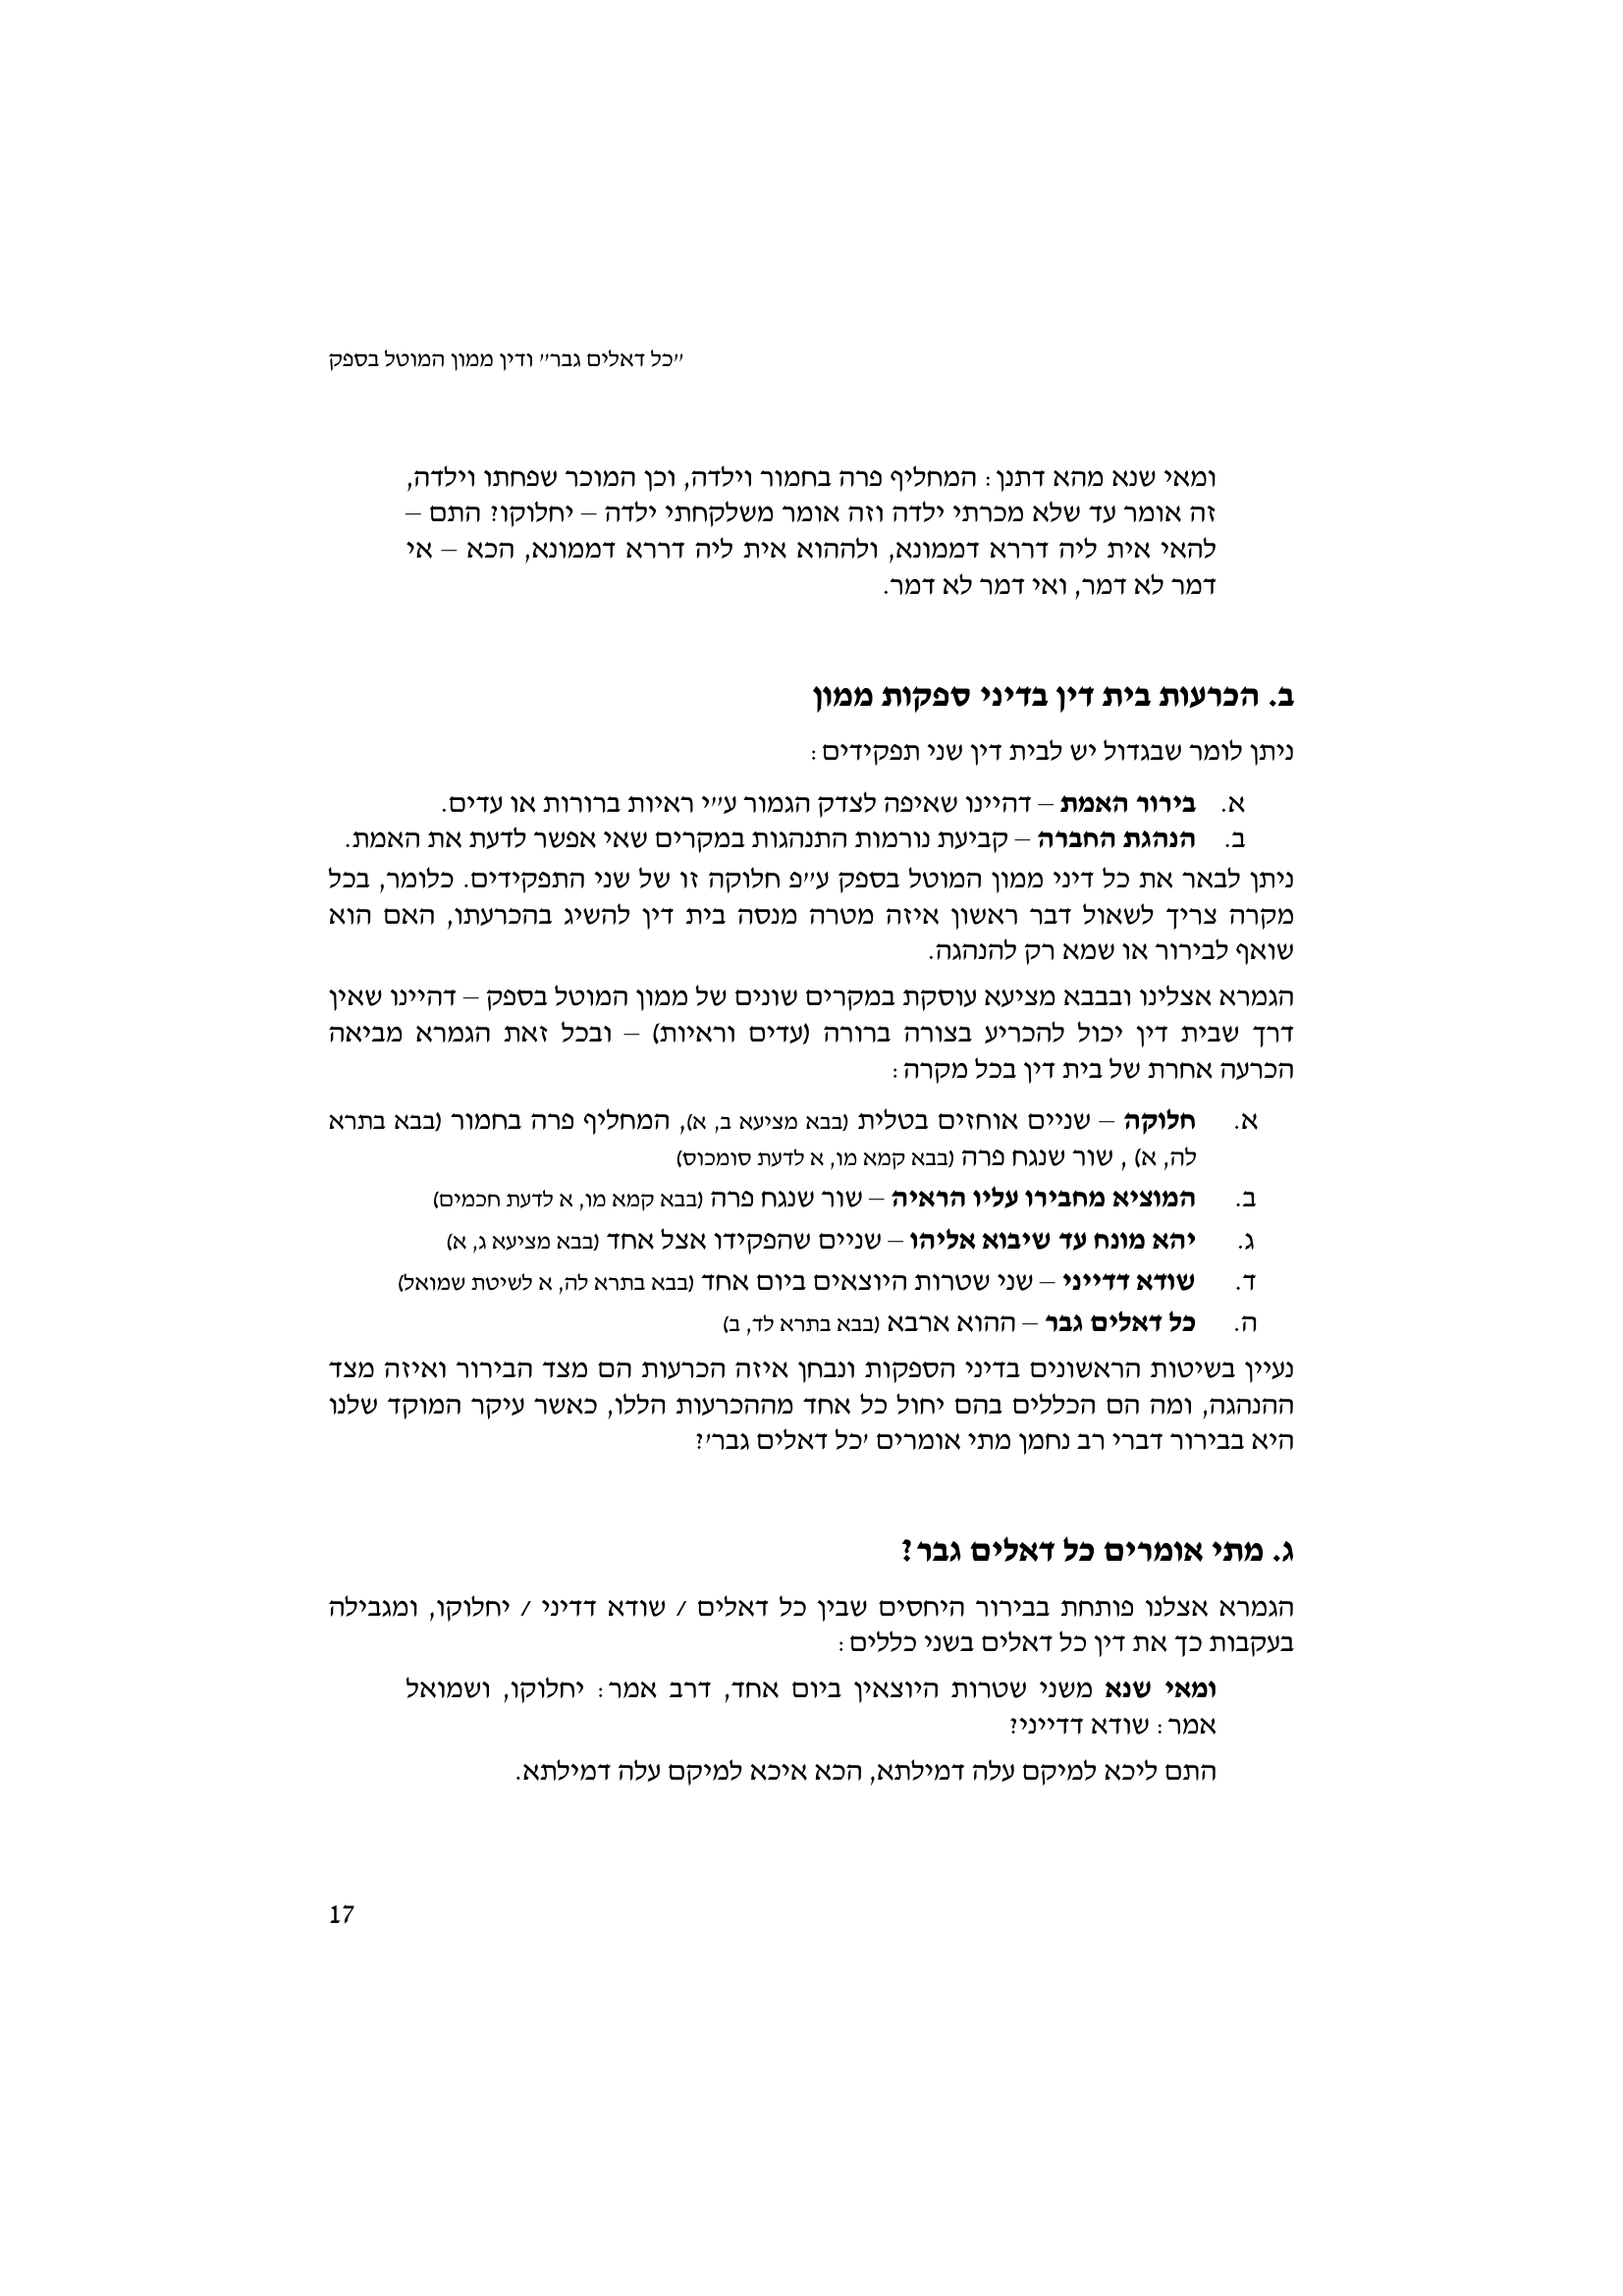 "כל דאלים גבר" ודין ממון המוטל בספק
ומאי שנא מהא דתנן: המחליף פרה בחמור וילדה, וכן המוכר שפחתו וילדה,
זה אומר עד שלא מכרתי ילדה וזה אומר משלקחתי ילדה – יחלוקו? התם –
להאי אית ליה דררא דממונא, ולההוא אית ליה דררא דממונא, הכא – אי
דמר לא דמר, ואי דמר לא דמר.
ב. הכרעות בית דין בדיני ספקות ממון
ניתן לומר שבגדול יש לבית דין שני תפקידים:
א. בירור האמת – דהיינו שאיפה לצדק הגמור ע"י ראיות ברורות או עדים.
ב. הנהגת החברה – קביעת נורמות התנהגות במקרים שאי אפשר לדעת את האמת.
ניתן לבאר את כל דיני ממון המוטל בספק ע"פ חלוקה זו של שני התפקידים. כלומר, בכל
מקרה צריך לשאול דבר ראשון איזה מטרה מנסה בית דין להשיג בהכרעתו, האם הוא
שואף לבירור או שמא רק להנהגה.
הגמרא אצלינו ובבבא מציעא עוסקת במקרים שונים של ממון המוטל בספק – דהיינו שאין
דרך שבית דין יכול להכריע בצורה ברורה (עדים וראיות) – ובכל זאת הגמרא מביאה
הכרעה אחרת של בית דין בכל מקרה:
א. חלוקה – שניים אוחזים בטלית (בבא מציעא ב, א), המחליף פרה בחמור (בבא בתרא
לה, א) , שור שנגח פרה (בבא קמא מו, א לדעת סומכוס)
ב. המוציא מחבירו עליו הראיה – שור שנגח פרה (בבא קמא מו, א לדעת חכמים)
ג. יהא מונח עד שיבוא אליהו – שניים שהפקידו אצל אחד (בבא מציעא ג, א)
ד. שודא דדייני – שני שטרות היוצאים ביום אחד (בבא בתרא לה, א לשיטת שמואל)
ה. כל דאלים גבר – ההוא ארבא (בבא בתרא לד, ב)
נעיין בשיטות הראשונים בדיני הספקות ונבחן איזה הכרעות הם מצד הבירור ואיזה מצד
ההנהגה, ומה הם הכללים בהם יחול כל אחד מההכרעות הללו, כאשר עיקר המוקד שלנו
היא בבירור דברי רב נחמן מתי אומרים 'כל דאלים גבר'?
ג. מתי אומרים כל דאלים גבר?
הגמרא אצלנו פותחת בבירור היחסים שבין כל דאלים / שודא דדיני / יחלוקו, ומגבילה
בעקבות כך את דין כל דאלים בשני כללים:
ומאי שנא משני שטרות היוצאין ביום אחד, דרב אמר: יחלוקו, ושמואל
אמר: שודא דדייני?
התם ליכא למיקם עלה דמילתא, הכא איכא למיקם עלה דמילתא.
17